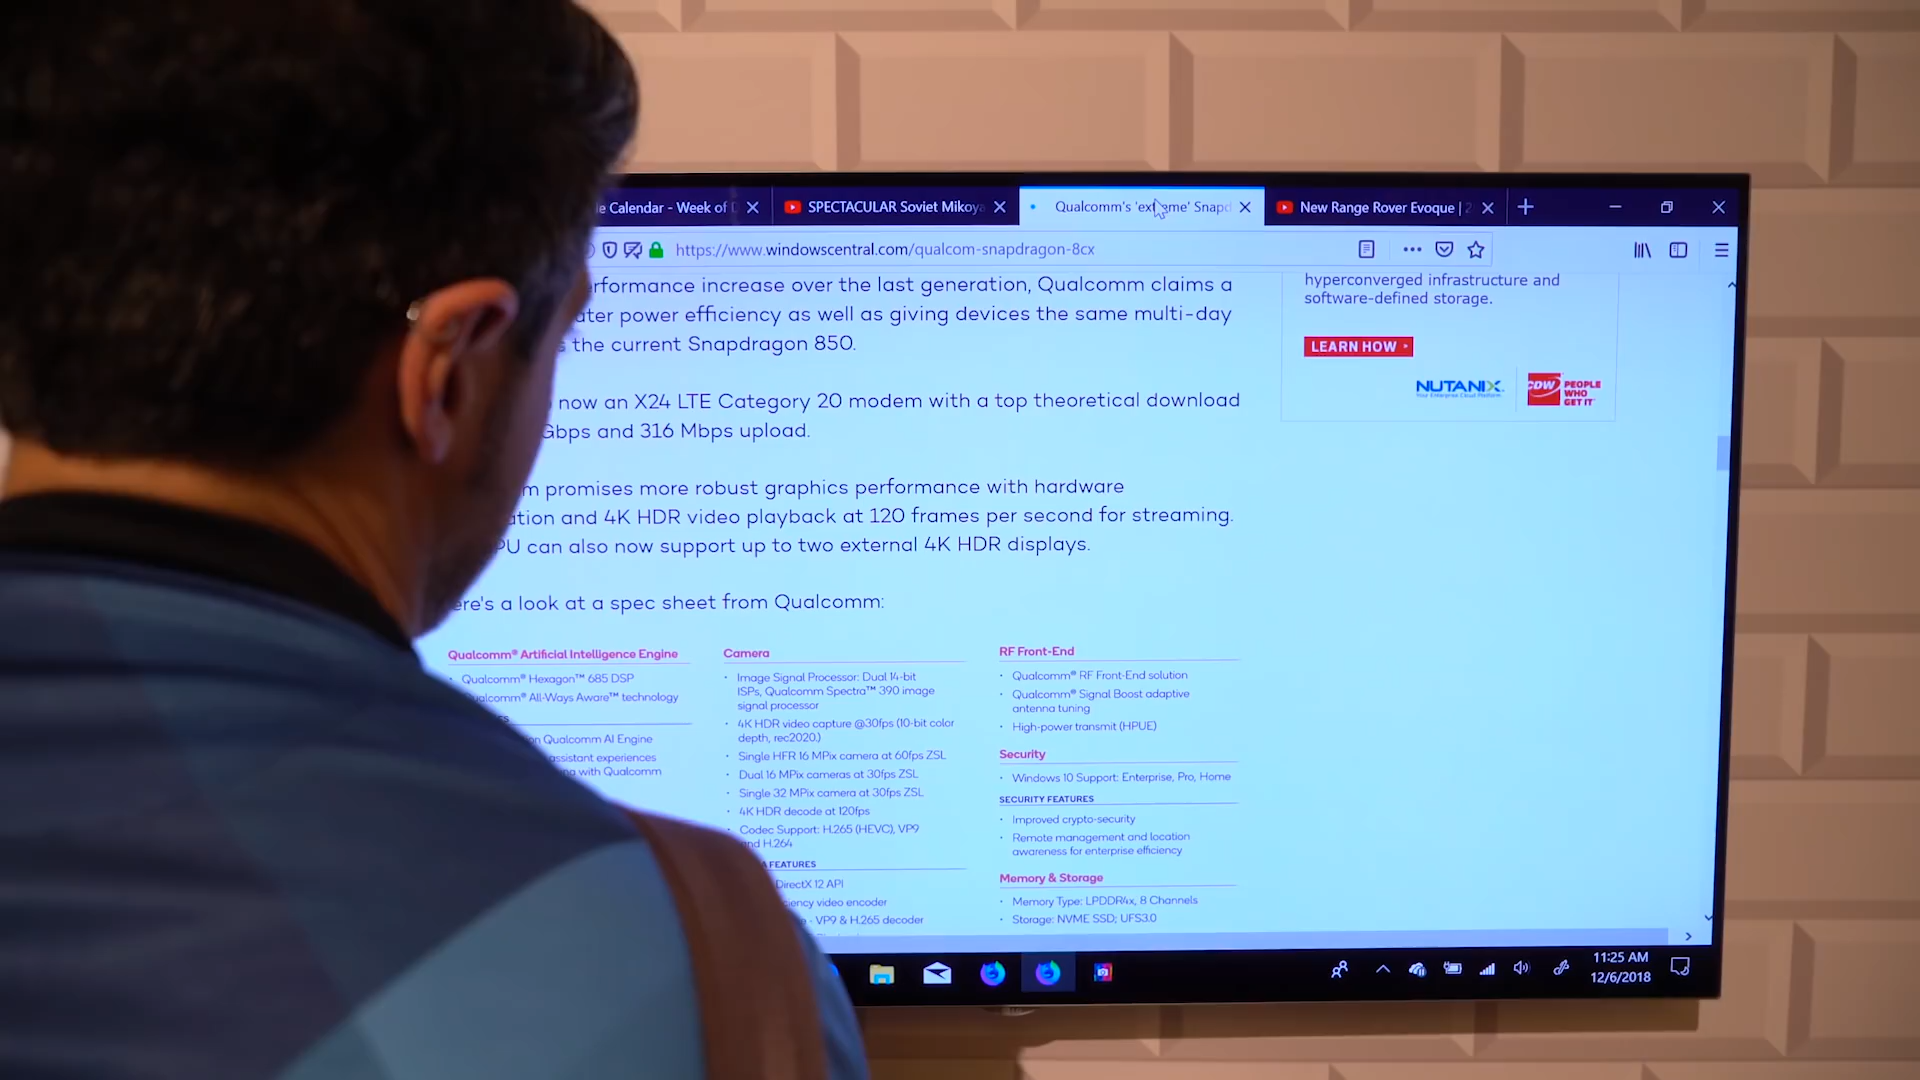 e Calendar - Week of
SPECTACULAR Soviet Mikoya
Qualcomm's 'extreme' Snapd
New Range Rover Evoque | 2
https://www.windowscentral.com/qualcom-snapdragon-8cx
rformance increase over the last generation, Qualcomm claims a
ater power efficiency as well as giving devices the same multi-day
s the current Snapdragon 850.
now an X24 LTE Category 20 modem with a top theoretical download
Gbps and 316 Mbps upload.
m promises more robust graphics performance with hardware
ation and 4K HDR video playback at 120 frames per second for streaming.
PU can also now support up to two external 4K HDR displays.
ere's a look at a spec sheet from Qualcomm:
Qualcomm® Artificial Intelligence Engine
Qualcomm® Hexagon™ 685 DSP
Qualcomm® All-Ways Aware™ technology
on Qualcomm AI Engine
assistant experiences
with Qualcomm
Camera
· Image Signal Processor: Dual 14-bit
ISPs, Qualcomm Spectra™ 390 image
signal processor
· 4K HDR video capture @30fps (10-bit color
depth, rec2020.)
· Single HFR 16 MPix camera at 60fps ZSL
· Dual 16 MPix cameras at 30fps ZSL
· Single 32 MPix camera at 30fps ZSL
· 4K HDR decode at 120fps
· Codec Support: H.265 (HEVC), VP9
and H.264
A FEATURES
DirectX 12 API
iency video encoder
- VP9 & H.265 decoder
RF Front-End
· Qualcomm® RF Front-End solution
· Qualcomm® Signal Boost adaptive
antenna tuning
· High-power transmit (HPUE)
Security
· Windows 10 Support: Enterprise, Pro, Home
SECURITY FEATURES
· Improved crypto-security
· Remote management and location
awareness for enterprise efficiency
Memory & Storage
· Memory Type: LPDDR4x, 8 Channels
· Storage: NVME SSD; UFS3.0
hyperconverged infrastructure and
software-defined storage.
LEARN HOW
NUTANIX
Your Enterprise Cloud Platform
CDW
PEOPLE
WHO
GET IT
11:25 AM
12/6/2018